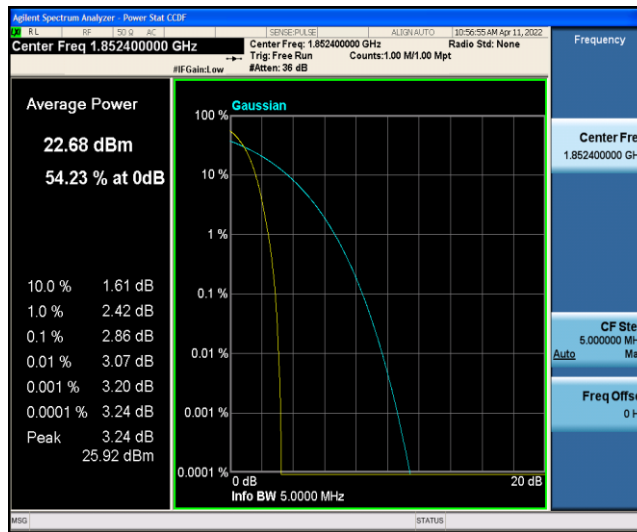 Agilent Spectrum Analyzer - Power Stat CCDF
RL RF 50 Ω AC SENSE:PULSE ALIGN AUTO 10:56:55 AM Apr 11, 2022
Center Freq 1.852400000 GHz
Center Freq: 1.852400000 GHz Radio Std: None
Trig: Free Run Counts:1.00 M/1.00 Mpt
#IFGain:Low #Atten: 36 dB
Frequency
Average Power
22.68 dBm
54.23 % at 0dB
10.0 % 1.61 dB
1.0 % 2.42 dB
0.1 % 2.86 dB
0.01 % 3.07 dB
0.001 % 3.20 dB
0.0001 % 3.24 dB
Peak 3.24 dB
25.92 dBm
Gaussian
100 %
10 %
1 %
0.1 %
0.01 %
0.001 %
0.0001 %
0 dB 20 dB
Info BW 5.0000 MHz
Center Fre
1.852400000 GH
CF Ste
5.000000 MH
Auto Ma
Freq Offs
0 H
MSG STATUS